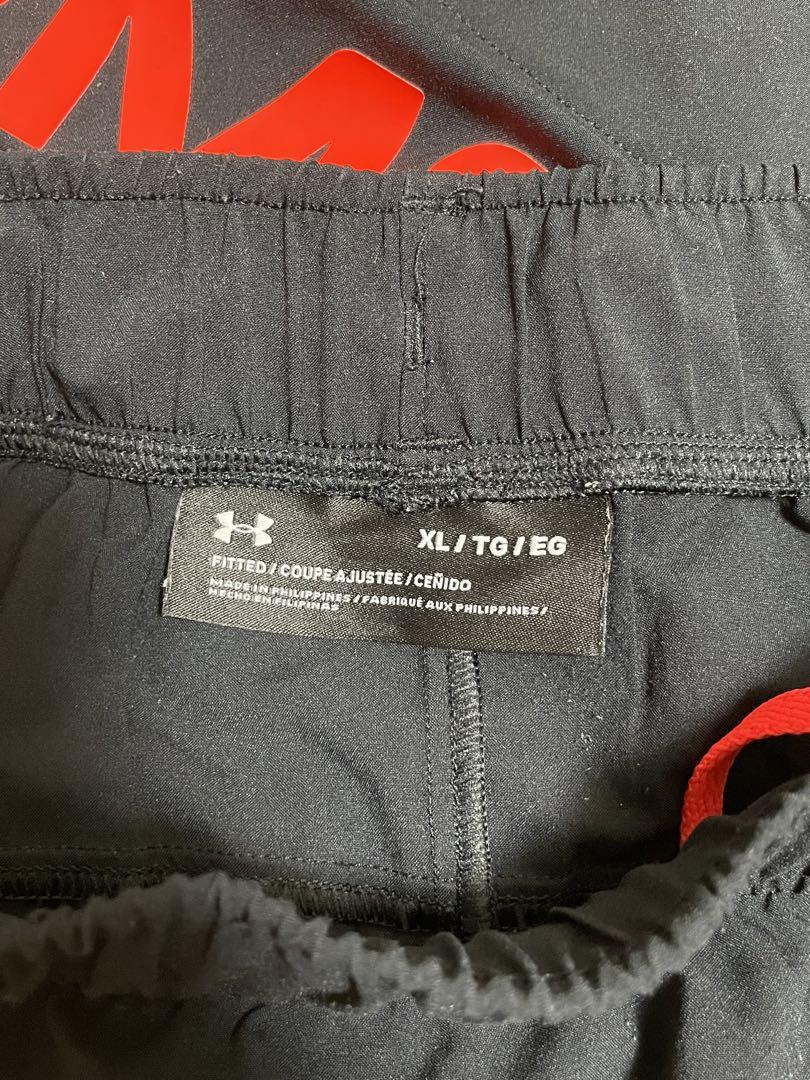 XL / TG / EG
FITTED / COUPE AJUSTÉE / CEÑIDO
MADE IN PHILIPPINES / FABRIQUÉ AUX PHILIPPINES /
HECHO EN FILIPINAS